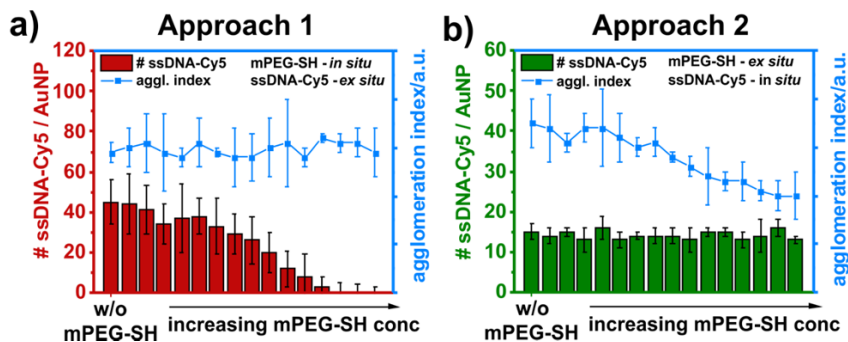 a)
Approach 1
# ssDNA-Cy5
aggl. index
mPEG-SH - in situ
ssDNA-Cy5 - ex situ
# ssDNA-Cy5 / AuNP
120
100
80
60
40
20
0
agglomeration index/a.u.
w/o
mPEG-SH
increasing mPEG-SH conc
b)
Approach 2
# ssDNA-Cy5
aggl. index
mPEG-SH - ex situ
ssDNA-Cy5 - in situ
# ssDNA-Cy5 / AuNP
60
50
40
30
20
10
0
agglomeration index/a.u.
w/o
mPEG-SH
increasing mPEG-SH conc